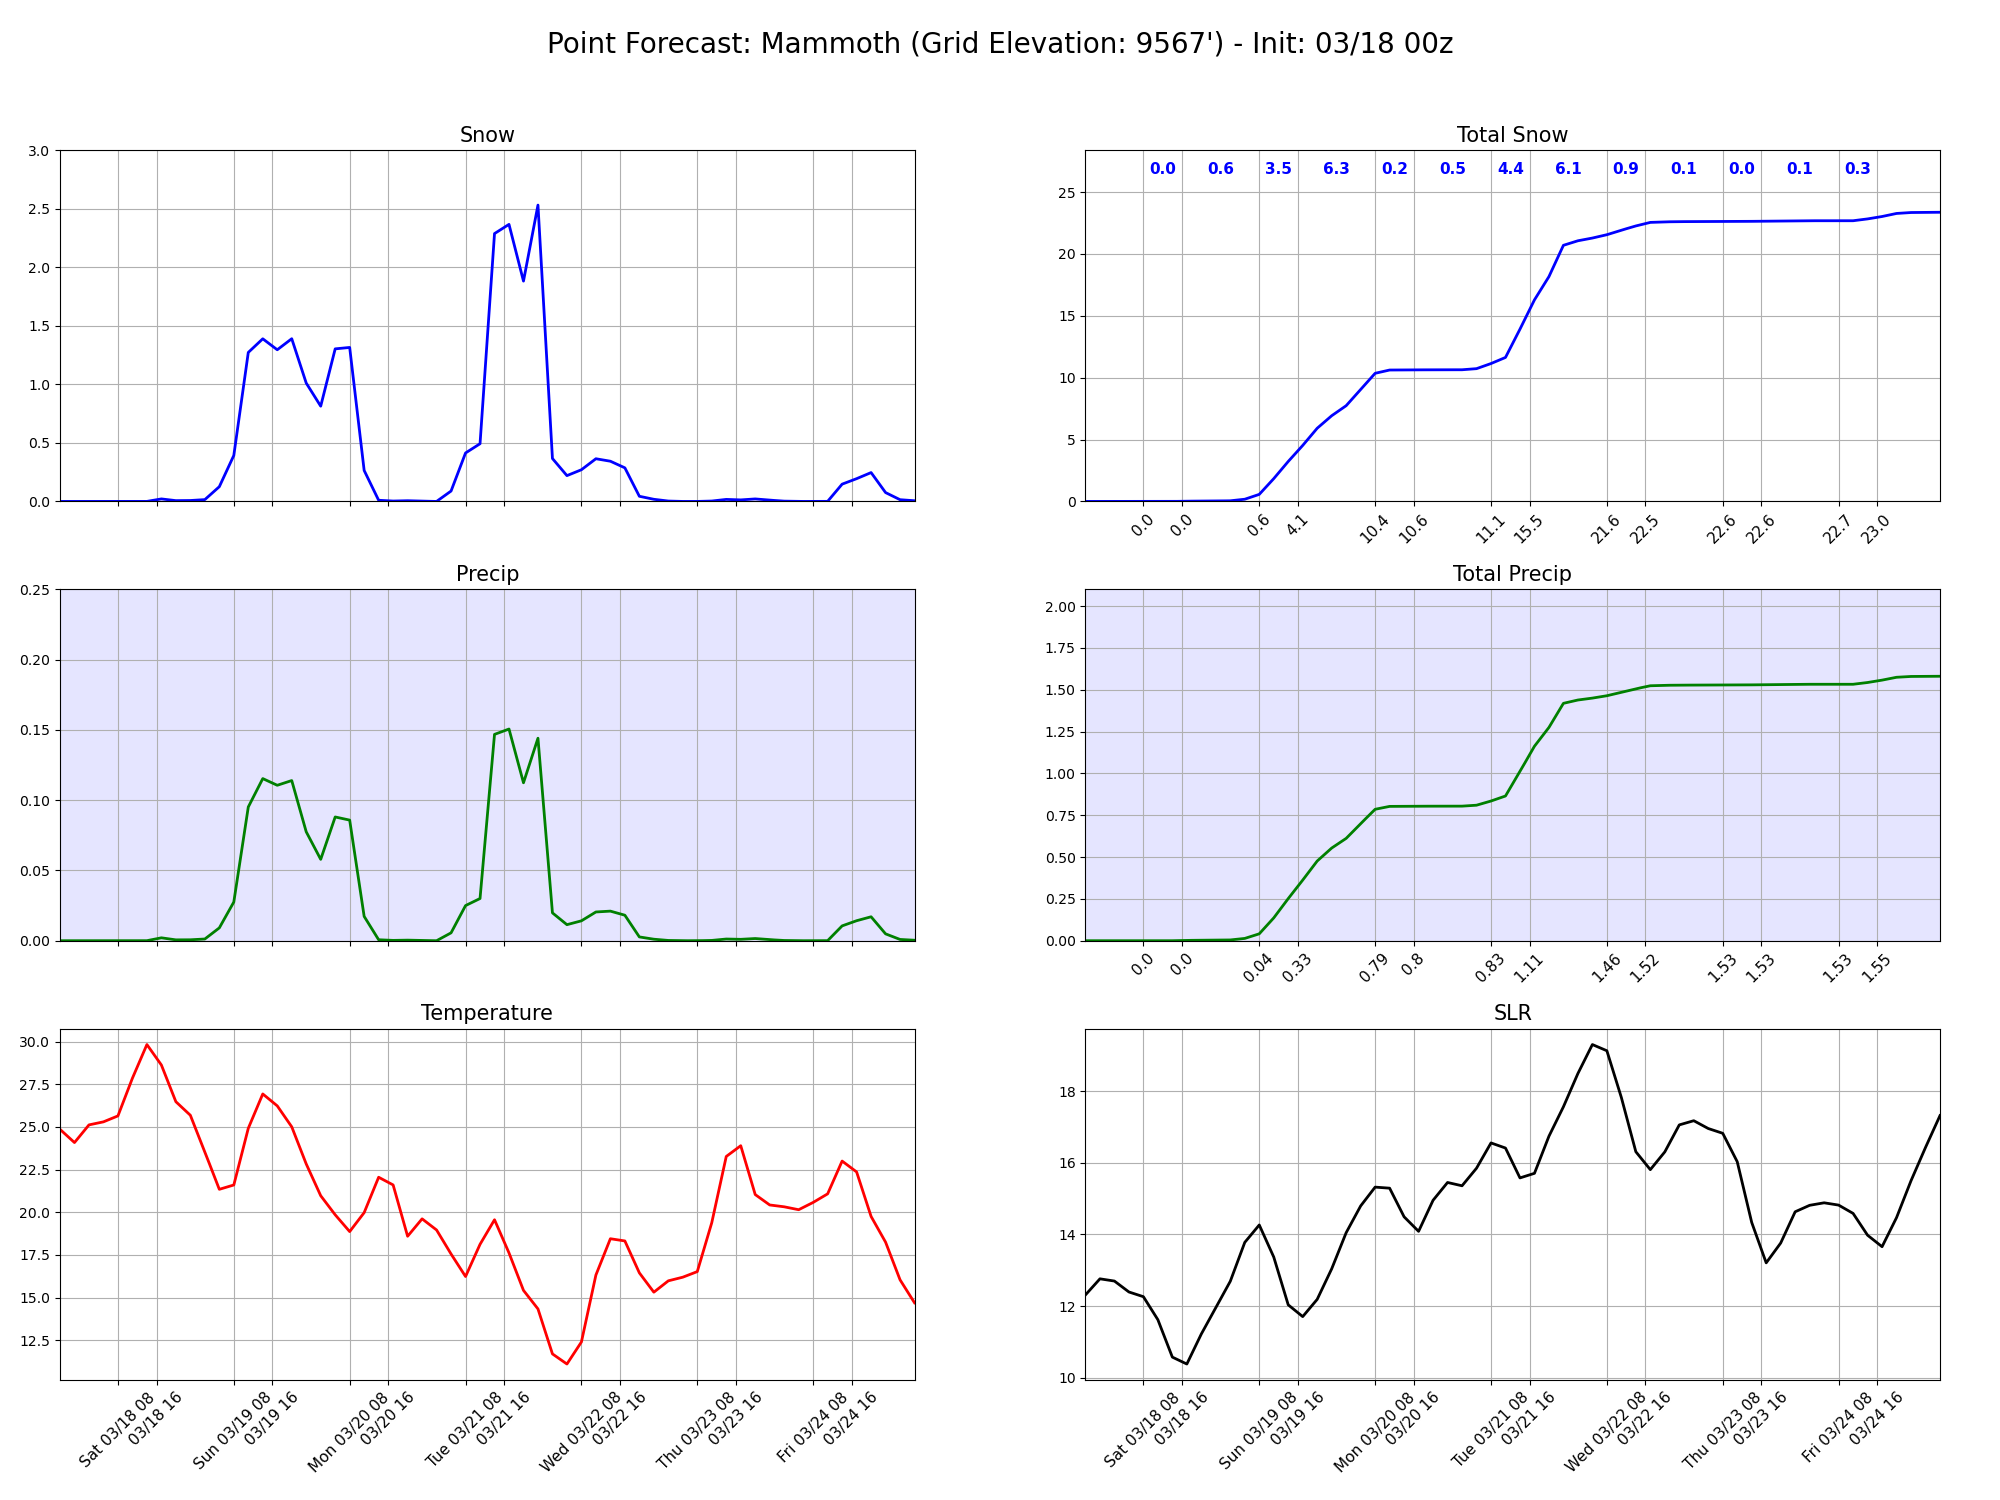 Point Forecast: Mammoth (Grid Elevation: 9567') - Init: 03/18 00z
Snow
3.0
2.5
2.0
1.5
1.0
0.5
0.0
Total Snow
0.0 0.6 3.5 6.3 0.2 0.5 4.4 6.1 0.9 0.1 0.0 0.1 0.3
25
20
15
10
5
0
0.0 0.0 0.6 4.1 10.4 10.6 11.1 15.5 21.6 22.5 22.6 22.6 22.7 23.0
Precip
0.25
0.20
0.15
0.10
0.05
0.00
Total Precip
2.00
1.75
1.50
1.25
1.00
0.75
0.50
0.25
0.00
0.0 0.0 0.04 0.33 0.79 0.8 0.83 1.11 1.46 1.52 1.53 1.53 1.53 1.55
Temperature
30.0
27.5
25.0
22.5
20.0
17.5
15.0
12.5
Sat 03/18 08
03/18 16
Sun 03/19 08
03/19 16
Mon 03/20 08
03/20 16
Tue 03/21 08
03/21 16
Wed 03/22 08
03/22 16
Thu 03/23 08
03/23 16
Fri 03/24 08
03/24 16
SLR
18
16
14
12
10
Sat 03/18 08
03/18 16
Sun 03/19 08
03/19 16
Mon 03/20 08
03/20 16
Tue 03/21 08
03/21 16
Wed 03/22 08
03/22 16
Thu 03/23 08
03/23 16
Fri 03/24 08
03/24 16